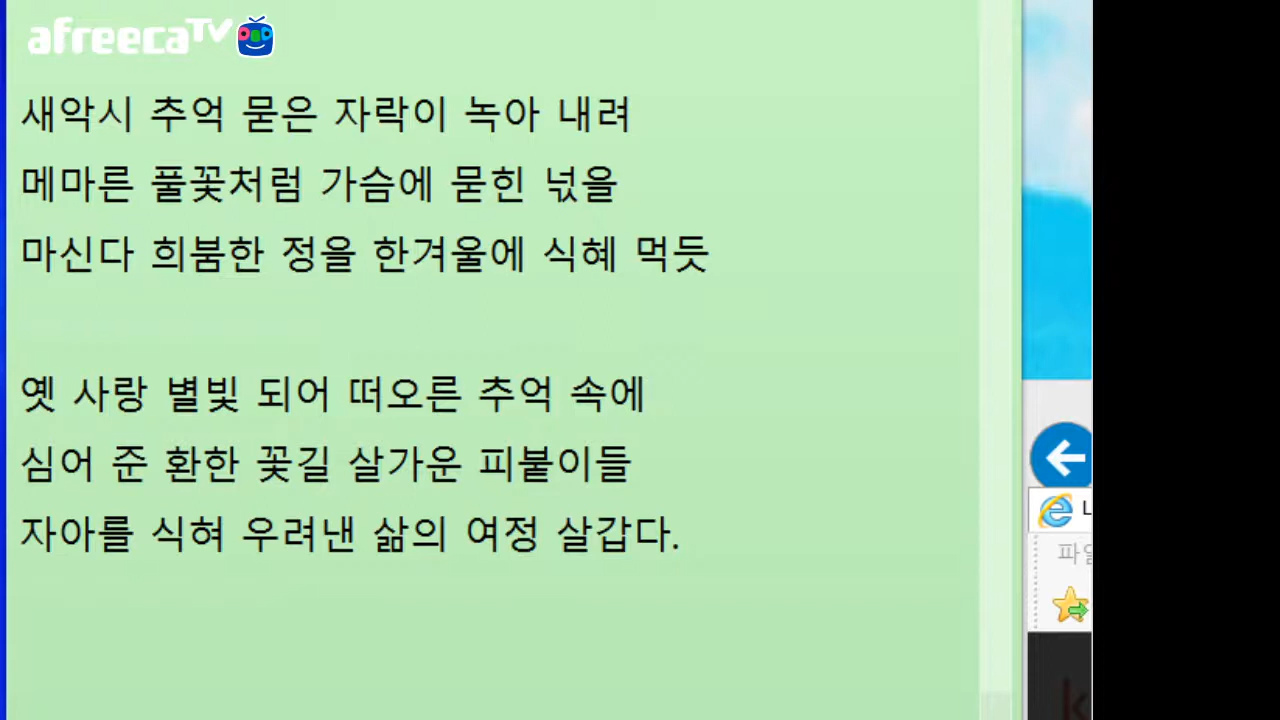 afreecaTV
새악시 추억 묻은 자락이 녹아 내려
메마른 풀꽃처럼 가슴에 묻힌 넋을
마신다 희붐한 정을 한겨울에 식혜 먹듯
옛 사랑 별빛 되어 떠오른 추억 속에
심어 준 환한 꽃길 살가운 피붙이들
자아를 식혀 우려낸 삶의 여정 살갑다.